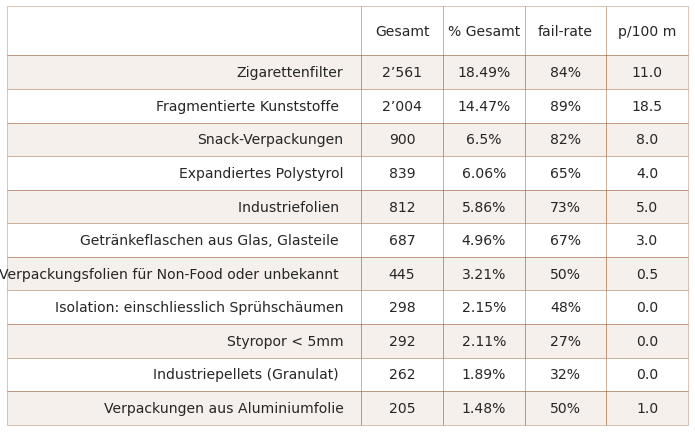 Gesamt % Gesamt fail-rate p/100 m
Zigarettenfilter 2’561 18.49% 84% 11.0
Fragmentierte Kunststoffe 2’004 14.47% 89% 18.5
Snack-Verpackungen 900 6.5% 82% 8.0
Expandiertes Polystyrol 839 6.06% 65% 4.0
Industriefolien 812 5.86% 73% 5.0
Getränkeflaschen aus Glas, Glasteile 687 4.96% 67% 3.0
Verpackungsfolien für Non-Food oder unbekannt 445 3.21% 50% 0.5
Isolation: einschliesslich Sprühschäumen 298 2.15% 48% 0.0
Styropor < 5mm 292 2.11% 27% 0.0
Industriepellets (Granulat) 262 1.89% 32% 0.0
Verpackungen aus Aluminiumfolie 205 1.48% 50% 1.0